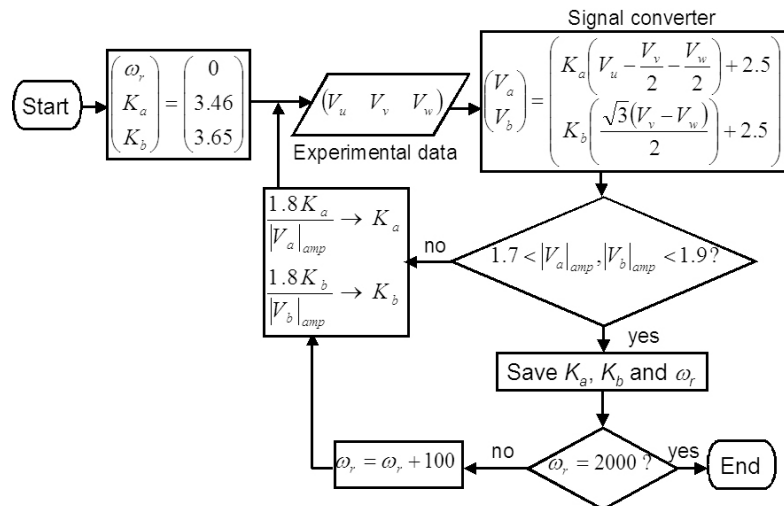 Signal converter
Start
(ω_r K_a K_b) = (0 3.46 3.65)
(V_u V_v V_w)
Experimental data
(V_a V_b) = (K_a(V_u − V_v/2 − V_w/2) + 2.5
K_b(√3(V_v − V_w)/2) + 2.5)
1.8K_a/|V_a|_amp → K_a
1.8K_b/|V_b|_amp → K_b
no
1.7 < |V_a|_amp, |V_b|_amp < 1.9?
yes
Save K_a, K_b and ω_r
ω_r = ω_r + 100
no
ω_r = 2000 ?
yes
End